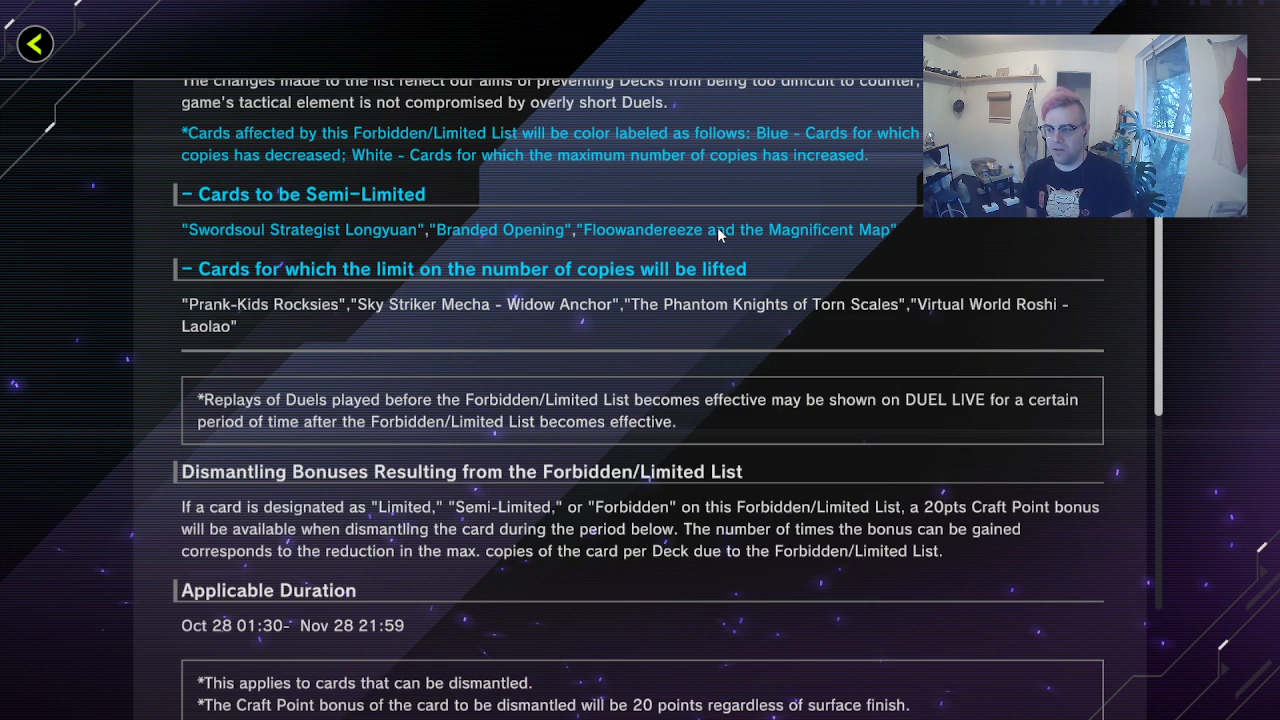 The changes made to the list reflect our aims of preventing Decks from being too difficult to counter,
game's tactical element is not compromised by overly short Duels.
*Cards affected by this Forbidden/Limited List will be color labeled as follows: Blue - Cards for which
copies has decreased; White - Cards for which the maximum number of copies has increased.
- Cards to be Semi-Limited
"Swordsoul Strategist Longyuan","Branded Opening","Floowandereeze and the Magnificent Map"
- Cards for which the limit on the number of copies will be lifted
"Prank-Kids Rocksies","Sky Striker Mecha - Widow Anchor","The Phantom Knights of Torn Scales","Virtual World Roshi -
Laolao"
*Replays of Duels played before the Forbidden/Limited List becomes effective may be shown on DUEL LIVE for a certain
period of time after the Forbidden/Limited List becomes effective.
Dismantling Bonuses Resulting from the Forbidden/Limited List
If a card is designated as "Limited," "Semi-Limited," or "Forbidden" on this Forbidden/Limited List, a 20pts Craft Point bonus
will be available when dismantling the card during the period below. The number of times the bonus can be gained
corresponds to the reduction in the max. copies of the card per Deck due to the Forbidden/Limited List.
Applicable Duration
Oct 28 01:30- Nov 28 21:59
*This applies to cards that can be dismantled.
*The Craft Point bonus of the card to be dismantled will be 20 points regardless of surface finish.